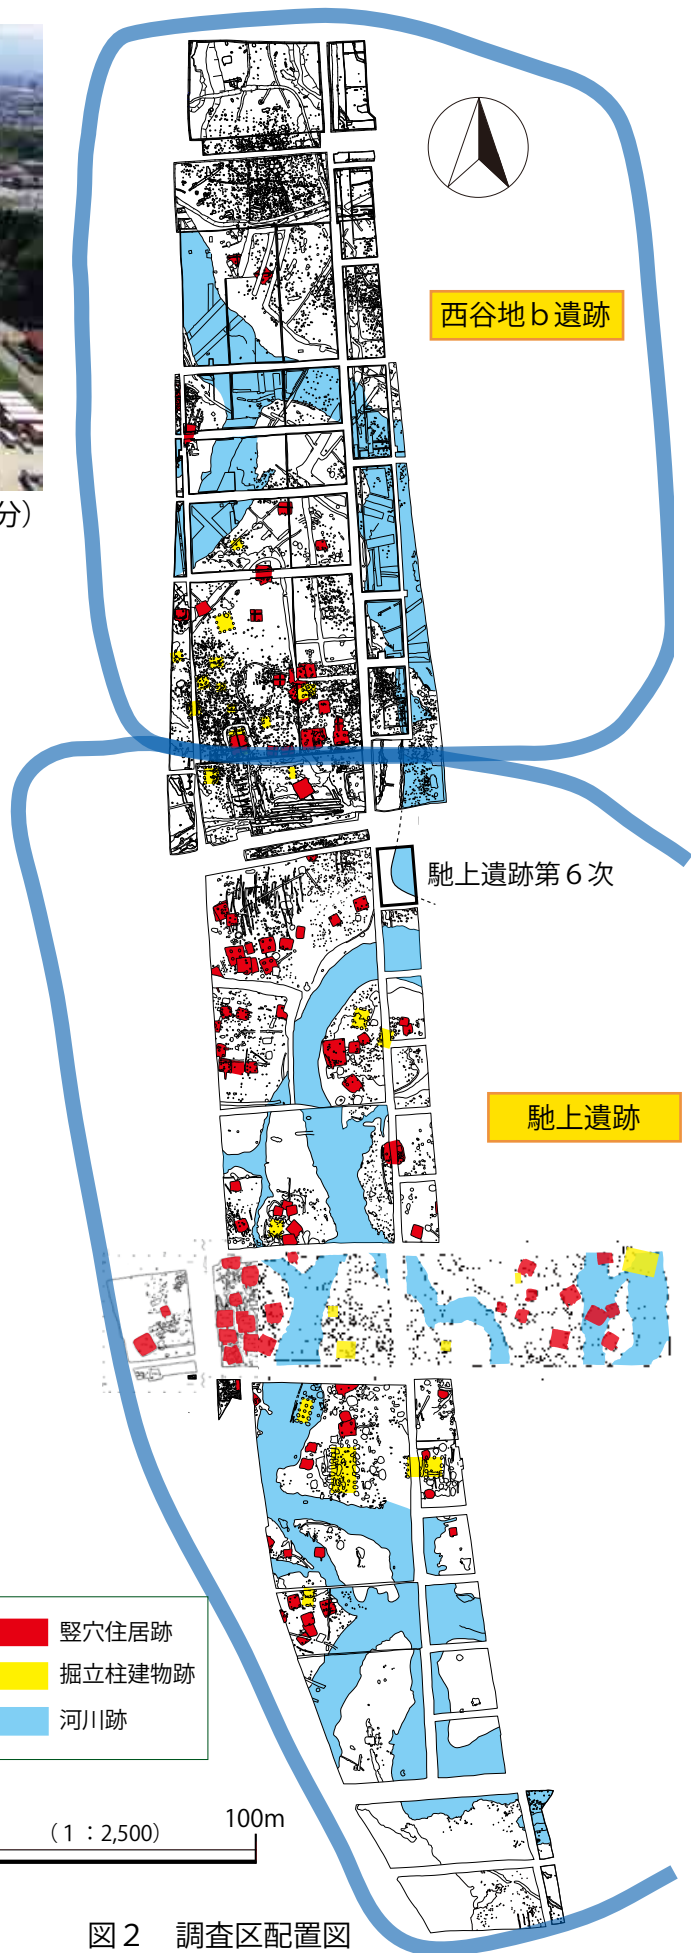 分）
西谷地ｂ遺跡
馳上遺跡第６次
馳上遺跡
竪穴住居跡
掘立柱建物跡
河川跡
（１：2,500）
100m
図２　調査区配置図